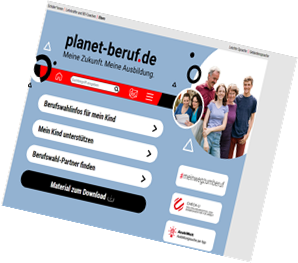 planet-beruf.de
Meine Zukunft. Meine Ausbildung.
Berufswahlinfos für mein Kind
Mein Kind unterstützen
Berufswahl-Partner finden
Material zum Download
#meinwegzumberuf